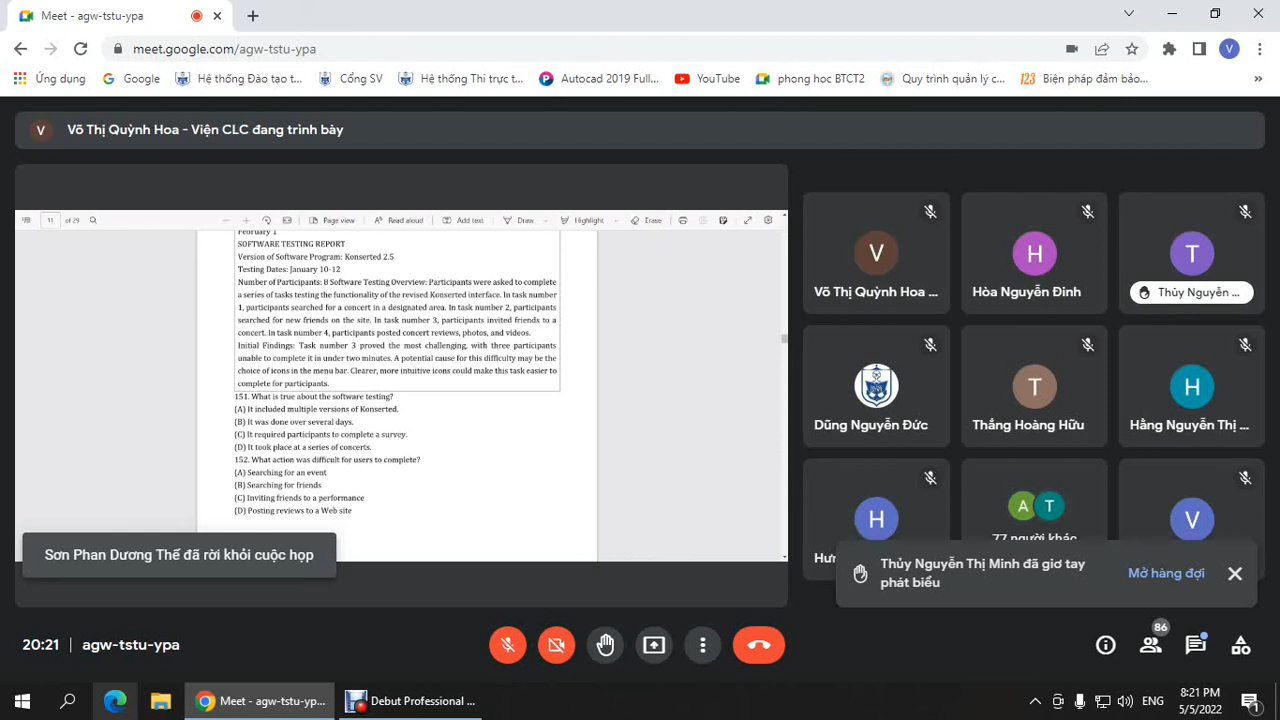 Meet - agw-tstu-ypa
meet.google.com/agw-tstu-ypa
V
Ứng dụng
Google
Hệ thống Đào tạo t...
Cổng SV
Hệ thống Thi trực t...
Autocad 2019 Full...
YouTube
phong hoc BTCT2
Quy trình quản lý c...
123 Biện pháp đảm bảo...
V Võ Thị Quỳnh Hoa - Viện CLC đang trình bày
11 of 29
Page view
Read aloud
Add text
Draw
Highlight
Erase
February 1
SOFTWARE TESTING REPORT
Version of Software Program: Konserted 2.5
Testing Dates: January 10-12
Number of Participants: 8 Software Testing Overview: Participants were asked to complete
a series of tasks testing the functionality of the revised Konserted interface. In task number
1, participants searched for a concert in a designated area. In task number 2, participants
searched for new friends on the site. In task number 3, participants invited friends to a
concert. In task number 4, participants posted concert reviews, photos, and videos.
Initial Findings: Task number 3 proved the most challenging, with three participants
unable to complete it in under two minutes. A potential cause for this difficulty may be the
choice of icons in the menu bar. Clearer, more intuitive icons could make this task easier to
complete for participants.
151. What is true about the software testing?
(A) It included multiple versions of Konserted.
(B) It was done over several days.
(C) It required participants to complete a survey.
(D) It took place at a series of concerts.
152. What action was difficult for users to complete?
(A) Searching for an event
(B) Searching for friends
(C) Inviting friends to a performance
(D) Posting reviews to a Web site
Sơn Phan Dương Thế đã rời khỏi cuộc họp
V
Võ Thị Quỳnh Hoa ...
H
Hòa Nguyễn Đình
T
Thủy Nguyễn ...
Dũng Nguyễn Đức
T
Thắng Hoàng Hữu
H
Hằng Nguyễn Thị ...
H
A T
77 người khác
V
Thủy Nguyễn Thị Minh đã giơ tay
phát biểu
Mở hàng đợi
20:21 | agw-tstu-ypa
86
Meet - agw-tstu-yp...
Debut Professional ...
ENG
8:21 PM
5/5/2022
1